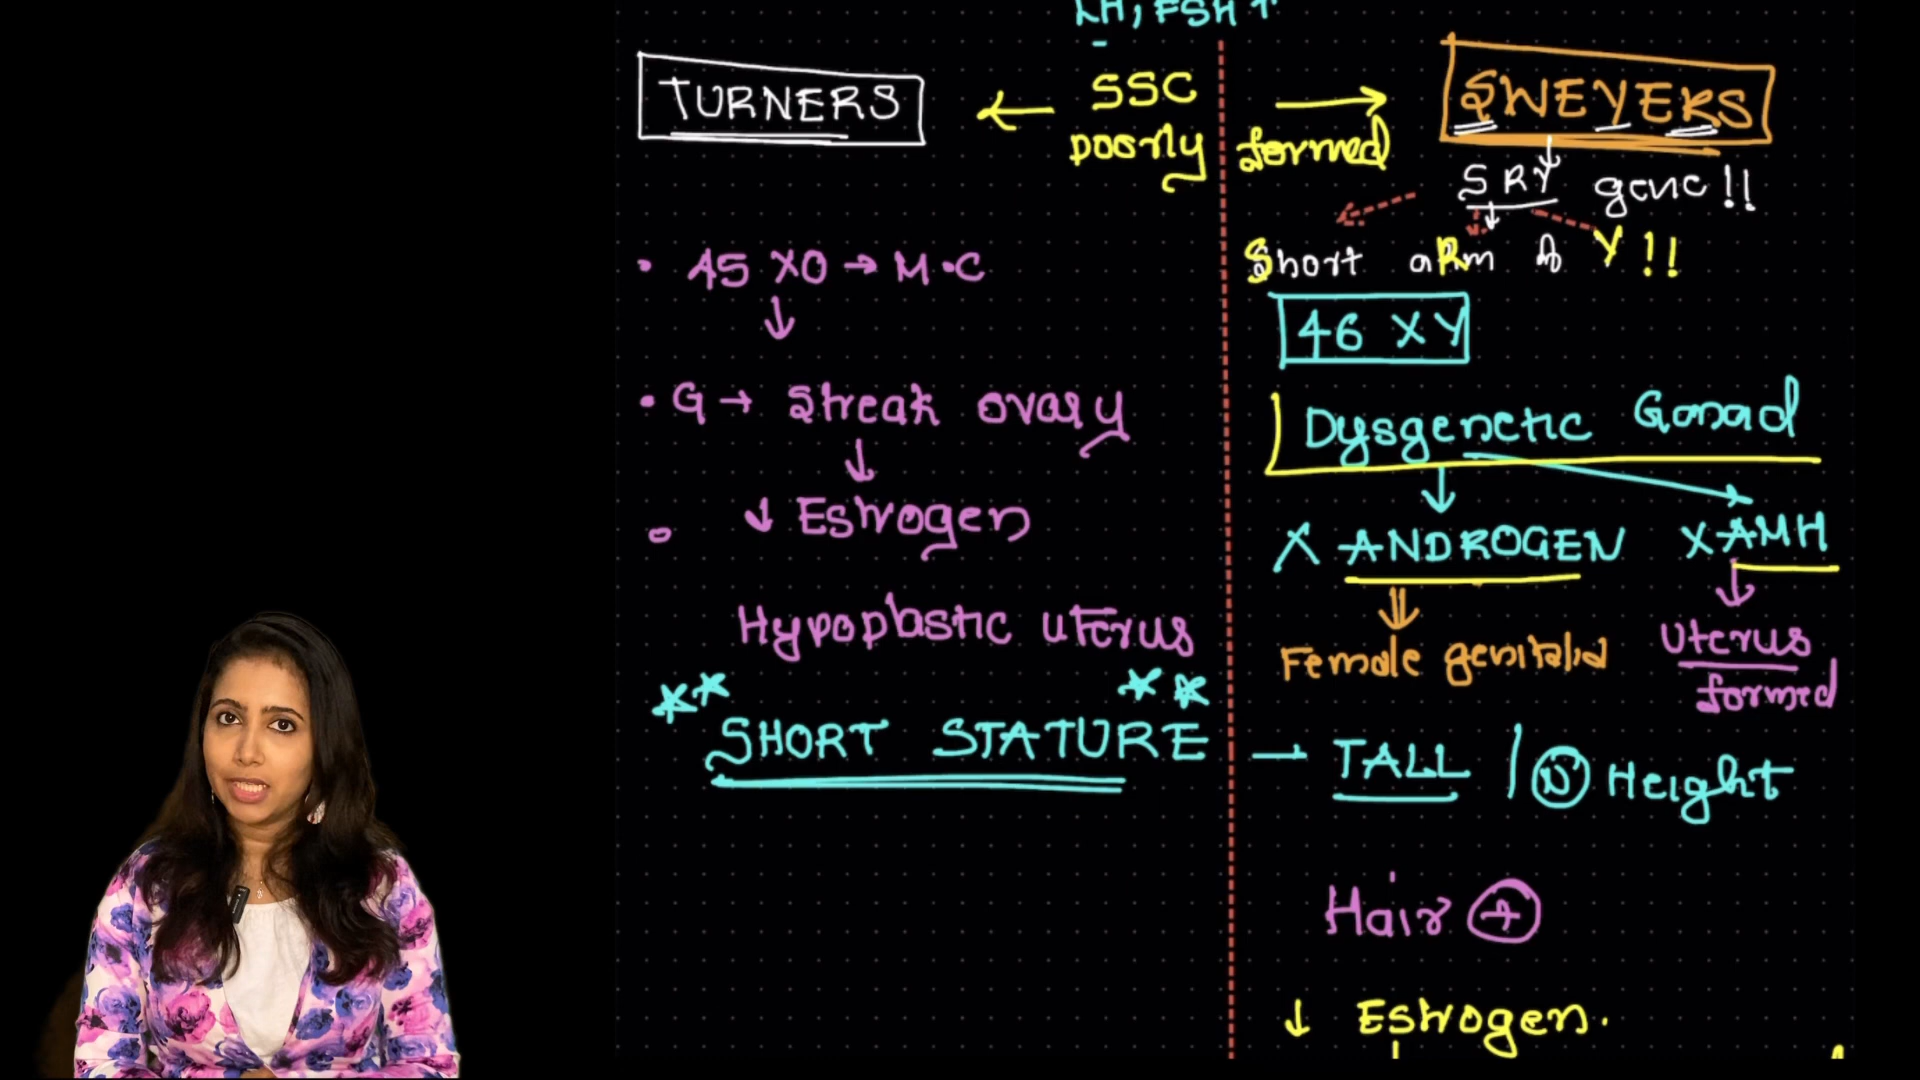 LH, FSH ↑
TURNERS ← SSC poorly formed → SWEYERS
SRY gene !!
Short aRm of Y !!
• 45 XO → M.C
46 XY
• G → Streak ovary
Dysgenetic Gonad
↓ Estrogen
X ANDROGEN X AMH
Hypoplastic uterus
Female genitalia
Uterus formed
SHORT STATURE – TALL / N Height
Hair +
↓ Estrogen.